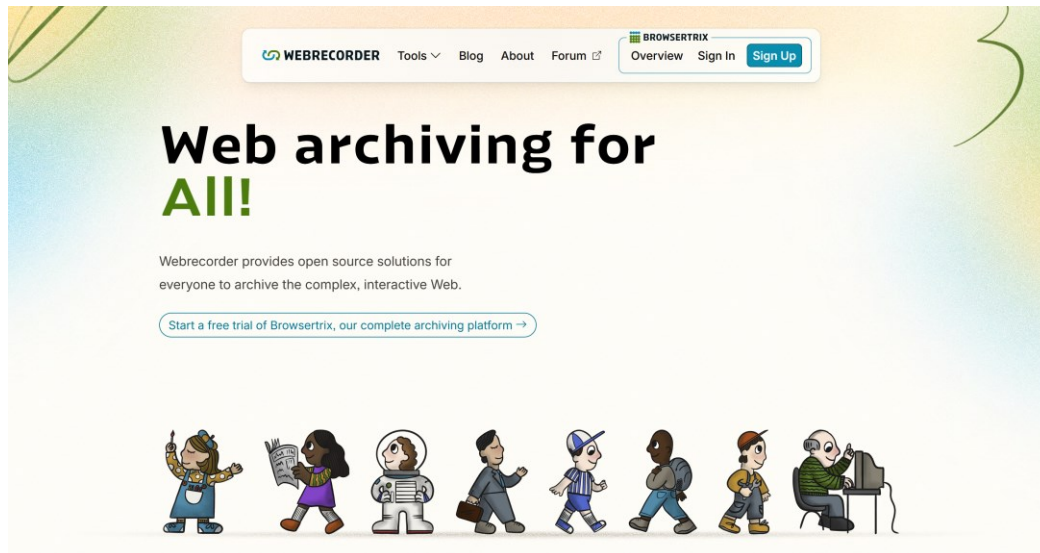 BROWSERTRIX
WEBRECORDER Tools Blog About Forum Overview Sign In Sign Up
Web archiving for
All!
Webrecorder provides open source solutions for
everyone to archive the complex, interactive Web.
Start a free trial of Browsertrix, our complete archiving platform →